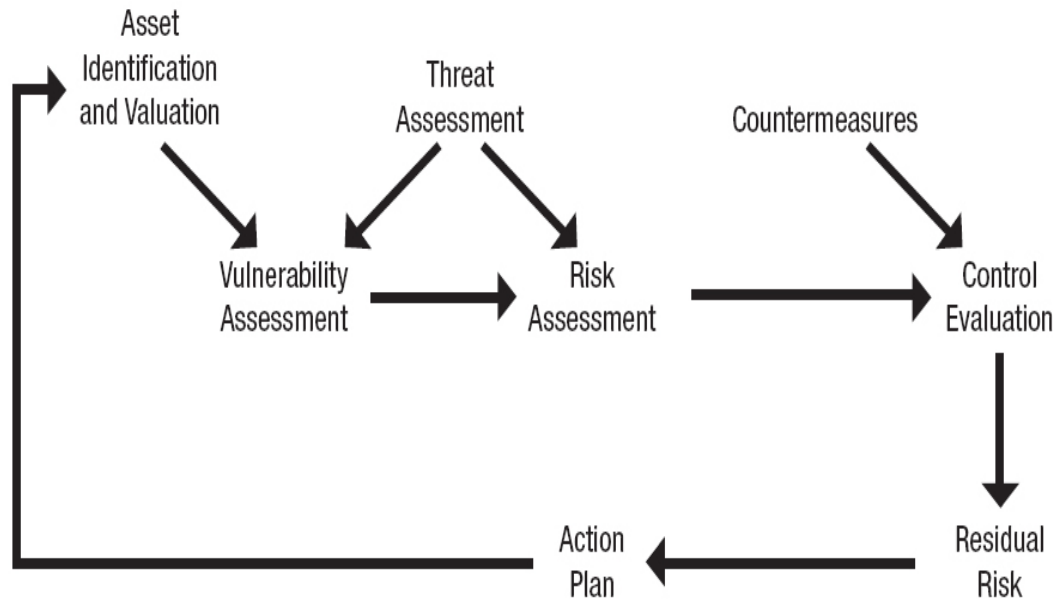 Asset
Identification
and Valuation
Threat
Assessment
Countermeasures
Vulnerability
Assessment
Risk
Assessment
Control
Evaluation
Action
Plan
Residual
Risk